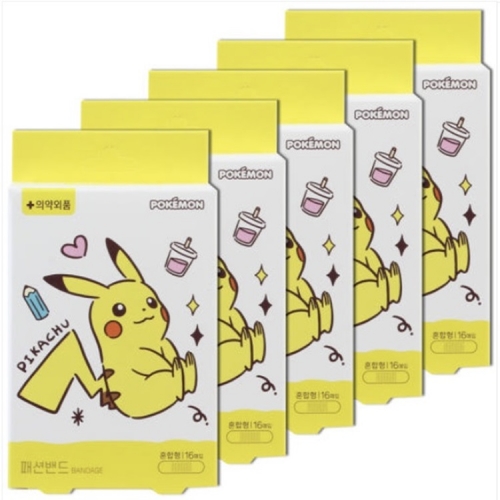 +의약외품
POKÉMON
PIKACHU
혼합형 | 16매입
패션밴드 BANDAGE
POKÉMON
혼합형 | 16매입
POKÉMON
혼합형 | 16매입
POKÉMON
혼합형 | 16매입
POKÉMON
혼합형 | 16매입